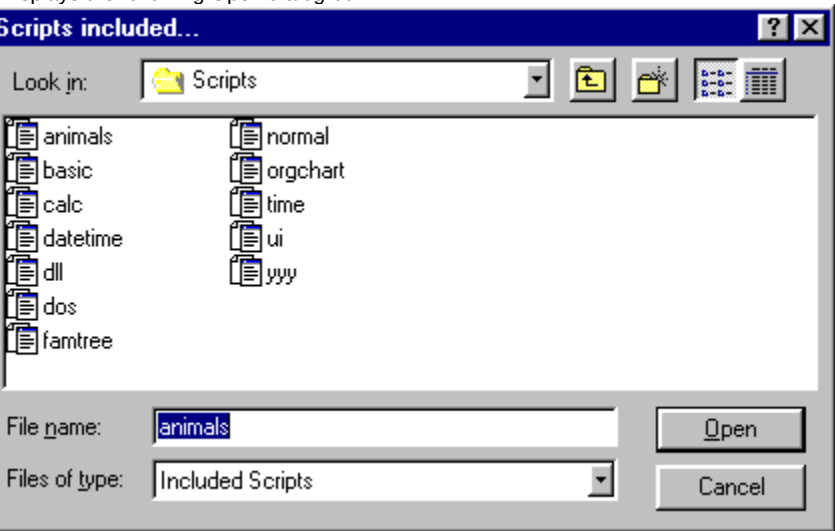 Scripts included...
Look in:
Scripts
animals
basic
calc
datetime
dll
dos
famtree
normal
orgchart
time
ui
yyy
File name:
animals
Open
Files of type:
Included Scripts
Cancel